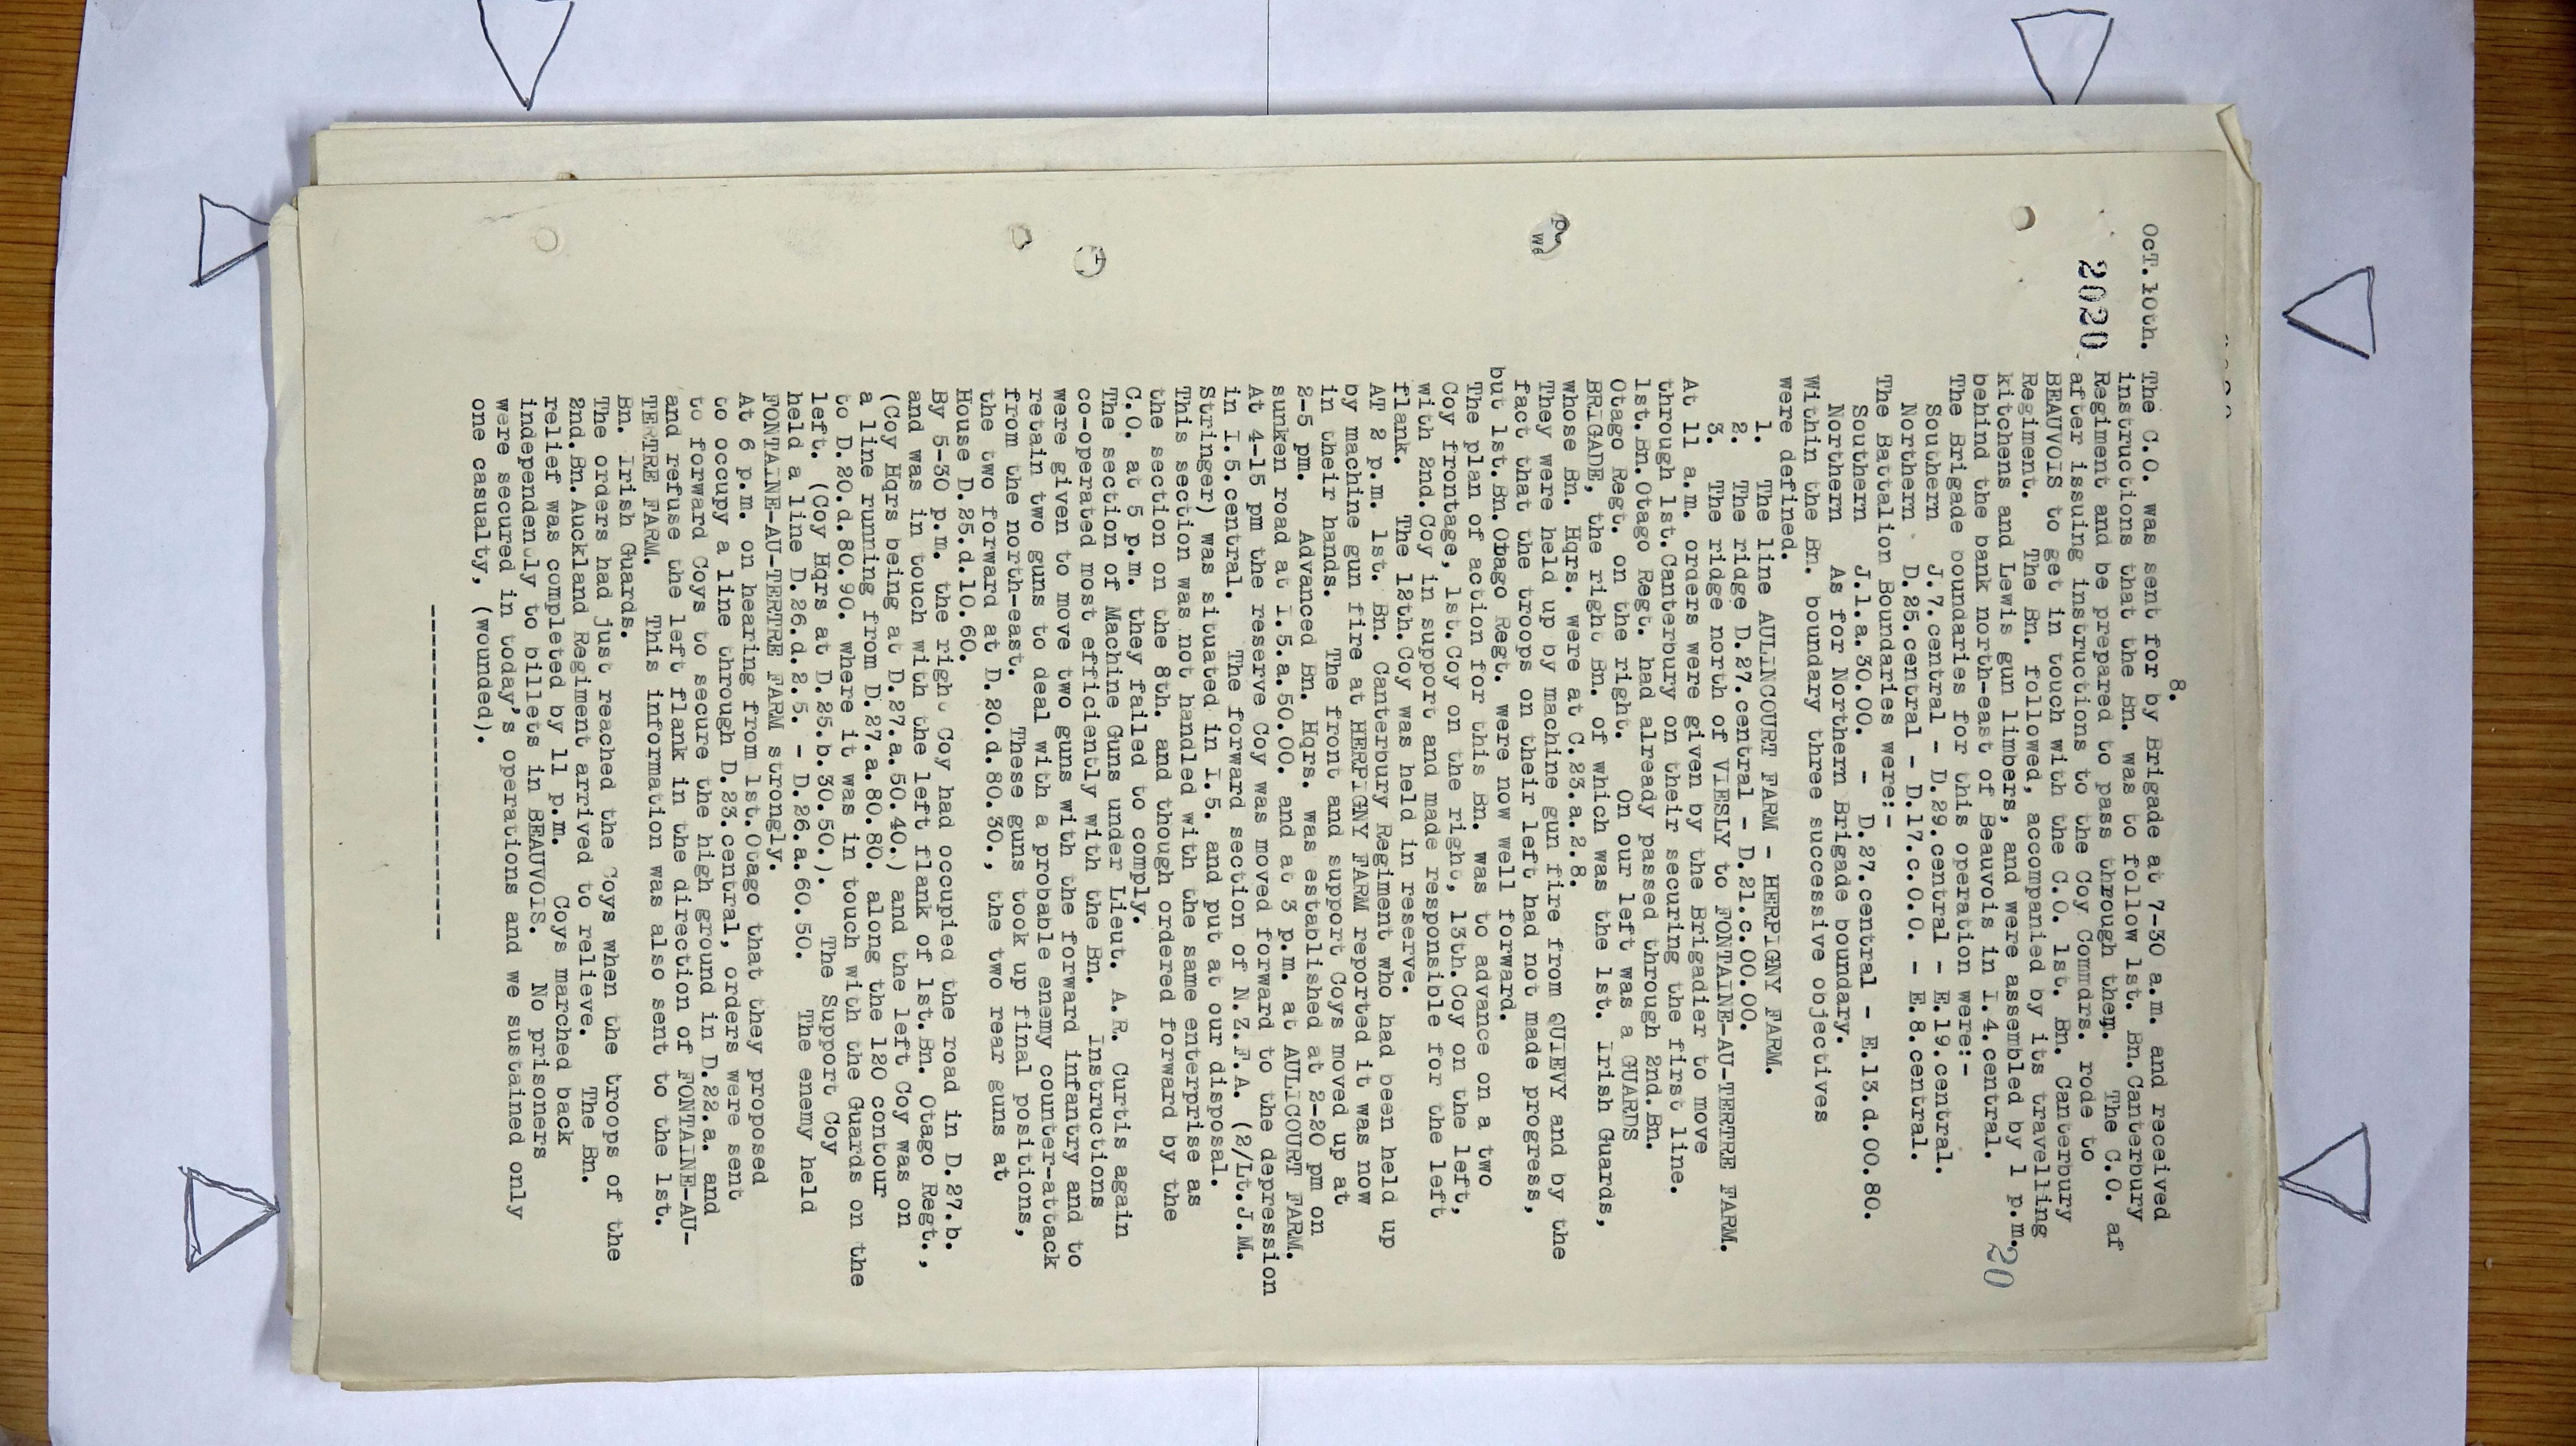 8.
OcT.10th. The C.O. was sent for by Brigade at 7-30 a.m. and received
instructions that the Bn. was to follow 1st. Bn.Canterbury
2020 Regiment and be prepared to pass through them. The C.O. af
after issuing instructions to the Coy Commdrs. rode to
BEAUVOIS to get in touch with the C.O. 1st. Bn. Canterbury
Regiment. The Bn. followed, accompanied by its travelling
kitchens and Lewis gun limbers, and were assembled by 1 p.m. 20
behind the bank north-east of Beauvois in I.4.central.
The Brigade boundaries for this operation were:-
Southern J.7.central - D.29.central - E.19.central.
Northern D.25.central - D.17.c.0.0. - E.8.central.
The Battalion Boundaries were:-
Southern J.1.a.30.00. - D.27.central - E.13.d.00.80.
Northern As for Northern Brigade boundary.
Within the Bn. boundary three successive objectives
were defined.
1. The line AULINCOURT FARM - HERPIGNY FARM.
2. The ridge D.27.central - D.21.c.00.00.
3. The ridge north of VIESLY to FONTAINE-AU-TERTRE FARM.
At 11 a.m. orders were given by the Brigadier to move
through 1st.Canterbury on their securing the first line.
1st.Bn.Otago Regt. had already passed through 2nd.Bn.
Otago Regt. on the right. On our left was a GUARDS
BRIGADE, the right Bn. of which was the 1st. Irish Guards,
whose Bn. Hqrs. were at C.23.a.2.8.
They were held up by machine gun fire from QUIEVY and by the
fact that the troops on their left had not made progress,
but 1st.Bn.Otago Regt. were now well forward.
The plan of action for this Bn. was to advance on a two
Coy frontage, 1st.Coy on the right, 13th.Coy on the left,
with 2nd.Coy in support and made responsible for the left
flank. The 12th.Coy was held in reserve.
AT 2 p.m. 1st. Bn. Canterbury Regiment who had been held up
by machine gun fire at HERPIGNY FARM reported it was now
in their hands. The front and support Coys moved up at
2-5 pm. Advanced Bn. Hqrs. was established at 2-20 pm on
sunken road at I.5.a.50.00. and at 3 p.m. at AULICOURT FARM.
At 4-15 pm the reserve Coy was moved forward to the depression
in I.5.central. The forward section of N.Z.F.A. (2/Lt.J.M.
Stringer) was situated in I.5. and put at our disposal.
This section was not handled with the same enterprise as
the section on the 8th. and though ordered forward by the
C.O. at 5 p.m. they failed to comply.
The section of Machine Guns under Lieut. A.R. Curtis again
co-operated most efficiently with the Bn. Instructions
were given to move two guns with the forward infantry and to
retain two guns to deal with a probable enemy counter-attack
from the north-east. These guns took up final positions,
the two forward at D.20.d.80.30., the two rear guns at
House D.25.d.10.60.
By 5-30 p.m. the right Coy had occupied the road in D.27.b.
and was in touch with the left flank of 1st.Bn. Otago Regt.,
(Coy Hqrs being at D.27.a.50.40.) and the left Coy was on
a line running from D.27.a.80.80. along the 120 contour
to D.20.d.80.90. where it was in touch with the Guards on the
left. (Coy Hqrs at D.25.b.30.50.). The Support Coy
held a line D.26.d.2.5. - D.26.a.60.50. The enemy held
FONTAINE-AU-TERTRE FARM strongly.
At 6 p.m. on hearing from 1st.Otago that they proposed
to occupy a line through D.23.central, orders were sent
to forward Coys to secure the high ground in D.22.a. and
and refuse the left flank in the direction of FONTAINE-AU-
TERTRE FARM. This information was also sent to the 1st.
Bn. Irish Guards.
The orders had just reached the Coys when the troops of the
2nd.Bn.Auckland Regiment arrived to relieve. The Bn.
relief was completed by 11 p.m. Coys marched back
independently to billets in BEAUVOIS. No prisoners
were secured in today's operations and we sustained only
one casualty, (wounded).